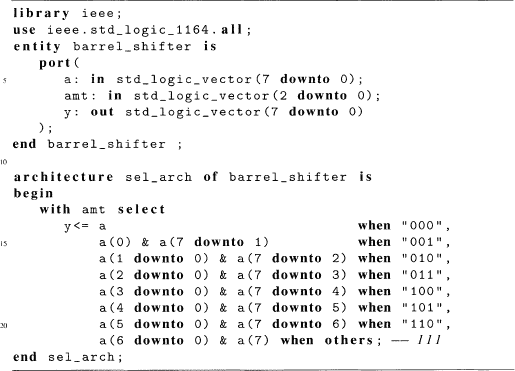 library ieee;
use ieee.std_logic_1164.all;
entity barrel_shifter is
port(
5 a: in std_logic_vector(7 downto 0);
amt: in std_logic_vector(2 downto 0);
y: out std_logic_vector(7 downto 0)
);
end barrel_shifter ;
10
architecture sel_arch of barrel_shifter is
begin
with amt select
y<= a when "000",
15 a(0) & a(7 downto 1) when "001",
a(1 downto 0) & a(7 downto 2) when "010",
a(2 downto 0) & a(7 downto 3) when "011",
a(3 downto 0) & a(7 downto 4) when "100",
a(4 downto 0) & a(7 downto 5) when "101",
20 a(5 downto 0) & a(7 downto 6) when "110",
a(6 downto 0) & a(7) when others; -- 111
end sel_arch;